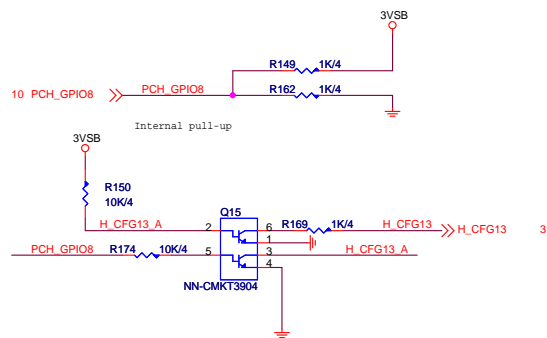 3VSB
R149 1K/4
10 PCH_GPIO8 PCH_GPIO8 R162 1K/4
Internal pull-up
3VSB
R150
10K/4
Q15
H_CFG13_A 2 6 R169 1K/4 H_CFG13 H_CFG13 3
1
PCH_GPIO8 R174 10K/4 5 3 H_CFG13_A
4
NN-CMKT3904